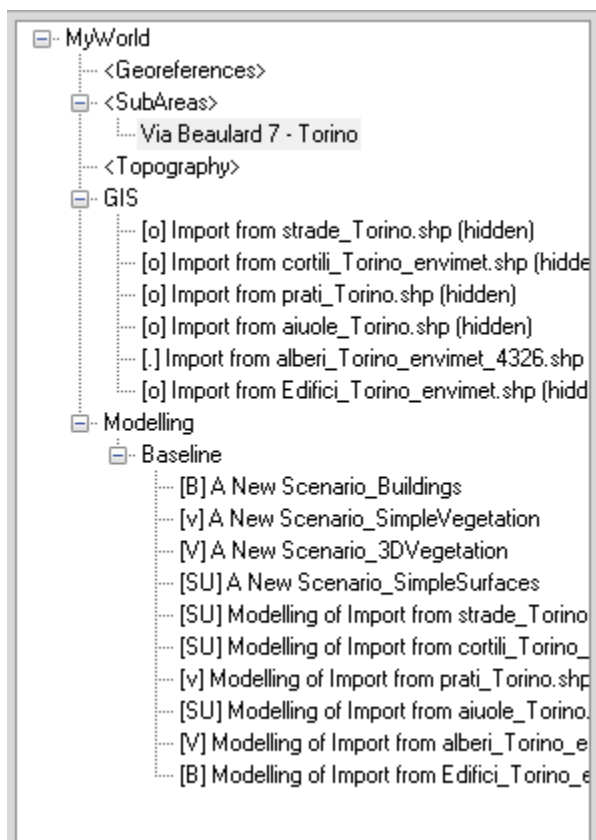 MyWorld
<Georeferences>
<SubAreas>
Via Beaulard 7 - Torino
<Topography>
GIS
[o] Import from strade_Torino.shp (hidden)
[o] Import from cortili_Torino_envimet.shp (hidde
[o] Import from prati_Torino.shp (hidden)
[o] Import from aiuole_Torino.shp (hidden)
[.] Import from alberi_Torino_envimet_4326.shp
[o] Import from Edifici_Torino_envimet.shp (hidd
Modelling
Baseline
[B] A New Scenario_Buildings
[v] A New Scenario_SimpleVegetation
[V] A New Scenario_3DVegetation
[SU] A New Scenario_SimpleSurfaces
[SU] Modelling of Import from strade_Torino
[SU] Modelling of Import from cortili_Torino_
[v] Modelling of Import from prati_Torino.shp
[SU] Modelling of Import from aiuole_Torino.
[V] Modelling of Import from alberi_Torino_e
[B] Modelling of Import from Edifici_Torino_e